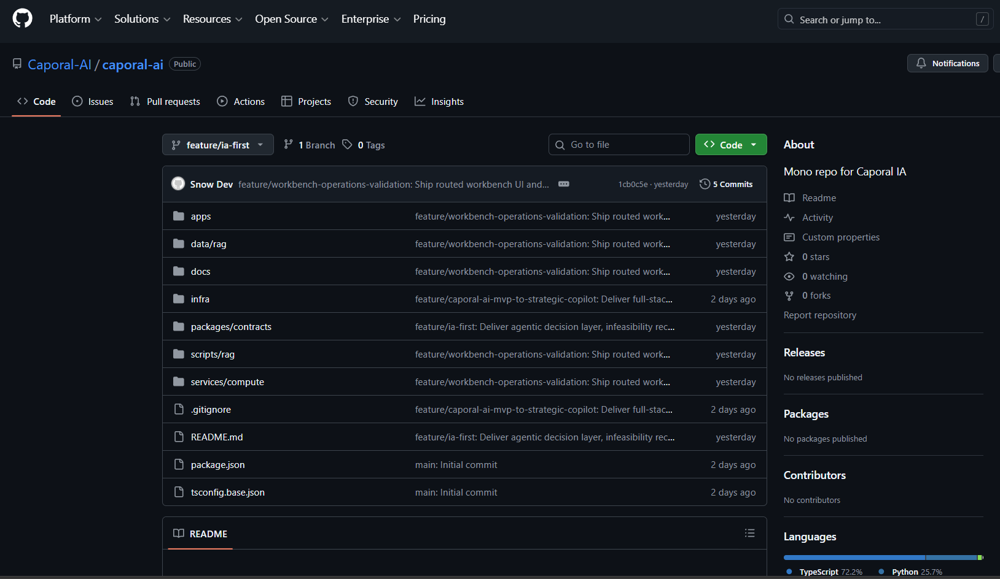 Platform Solutions Resources Open Source Enterprise Pricing Search or jump to... /
Caporal-AI / caporal-ai Public Notifications
Code Issues Pull requests Actions Projects Security Insights
feature/ia-first 1 Branch 0 Tags Go to file Code
Snow Dev feature/workbench-operations-validation: Ship routed workbench UI and... 1cb0c5e · yesterday 5 Commits
apps feature/workbench-operations-validation: Ship routed work... yesterday
data/rag feature/workbench-operations-validation: Ship routed work... yesterday
docs feature/workbench-operations-validation: Ship routed work... yesterday
infra feature/caporal-ai-mvp-to-strategic-copilot: Deliver full-stac... 2 days ago
packages/contracts feature/ia-first: Deliver agentic decision layer, infeasibility rec... yesterday
scripts/rag feature/workbench-operations-validation: Ship routed work... yesterday
services/compute feature/workbench-operations-validation: Ship routed work... yesterday
.gitignore feature/caporal-ai-mvp-to-strategic-copilot: Deliver full-stac... 2 days ago
README.md feature/ia-first: Deliver agentic decision layer, infeasibility rec... yesterday
package.json main: Initial commit 2 days ago
tsconfig.base.json main: Initial commit 2 days ago
README
About
Mono repo for Caporal IA
Readme
Activity
Custom properties
0 stars
0 watching
0 forks
Report repository
Releases
No releases published
Packages
No packages published
Contributors
No contributors
Languages
TypeScript 72.2% Python 25.7%